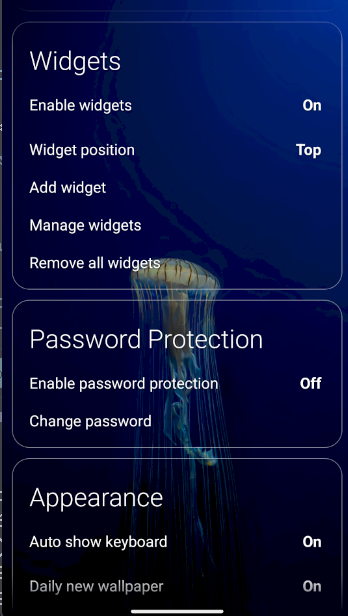 Widgets
Enable widgets On
Widget position Top
Add widget
Manage widgets
Remove all widgets
Password Protection
Enable password protection Off
Change password
Appearance
Auto show keyboard On
Daily new wallpaper On